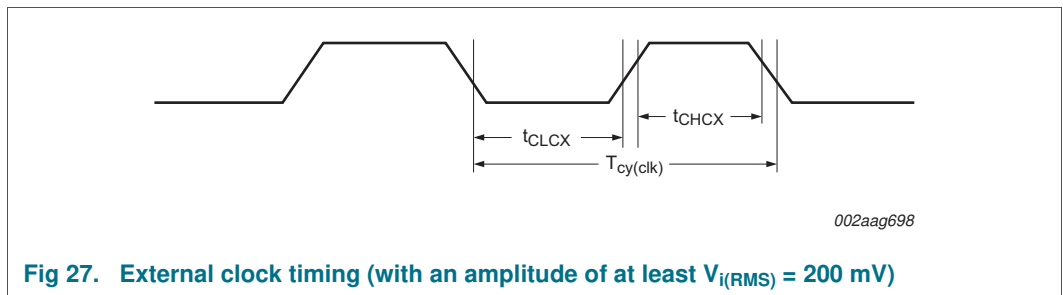 tCHCX
tCLCX
Tcy(clk)
002aag698
Fig 27. External clock timing (with an amplitude of at least Vi(RMS) = 200 mV)